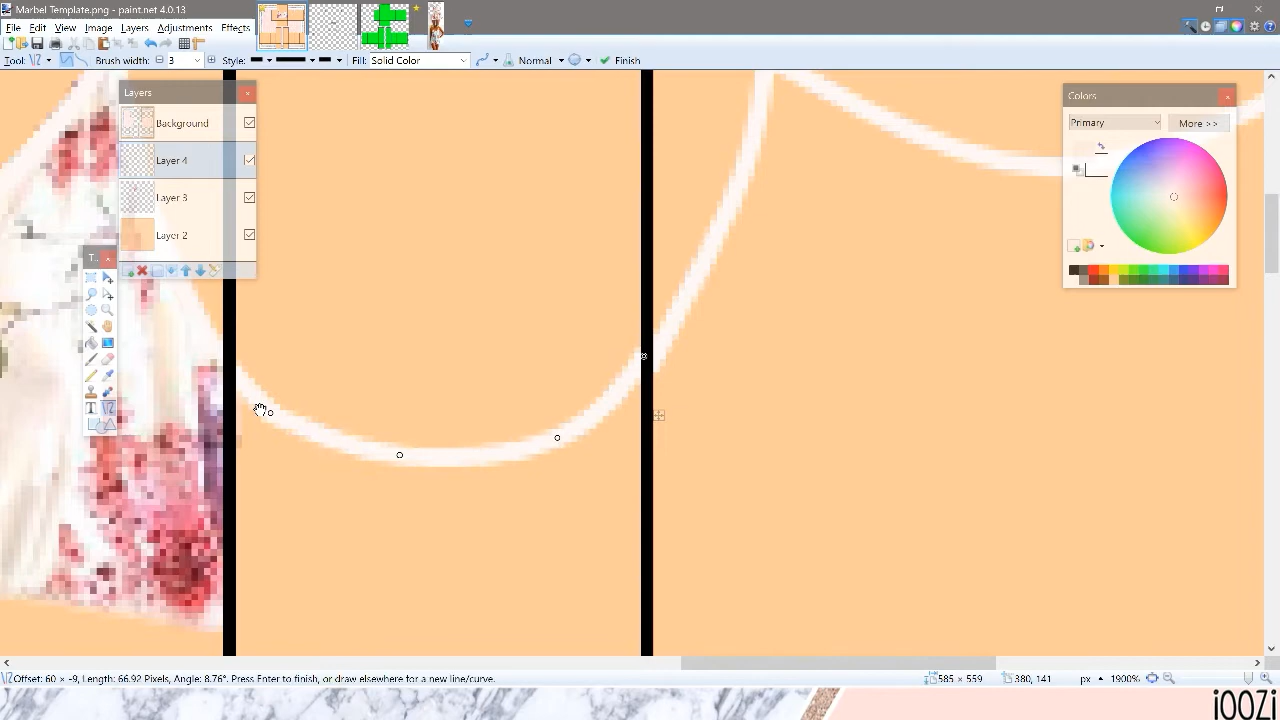 Marbel Template.png - paint.net 4.0.13
File Edit View Image Layers Adjustments Effects
Tool: Brush width: 3 Style: Fill: Solid Color Normal Finish
Layers
Background
Layer 4
Layer 3
Layer 2
T...
T
Colors
Primary More >>
Offset: 60 × -9, Length: 66.92 Pixels, Angle: 8.76°. Press Enter to finish, or draw elsewhere for a new line/curve.
585 × 559 380, 141 px 1900%
iOOZi